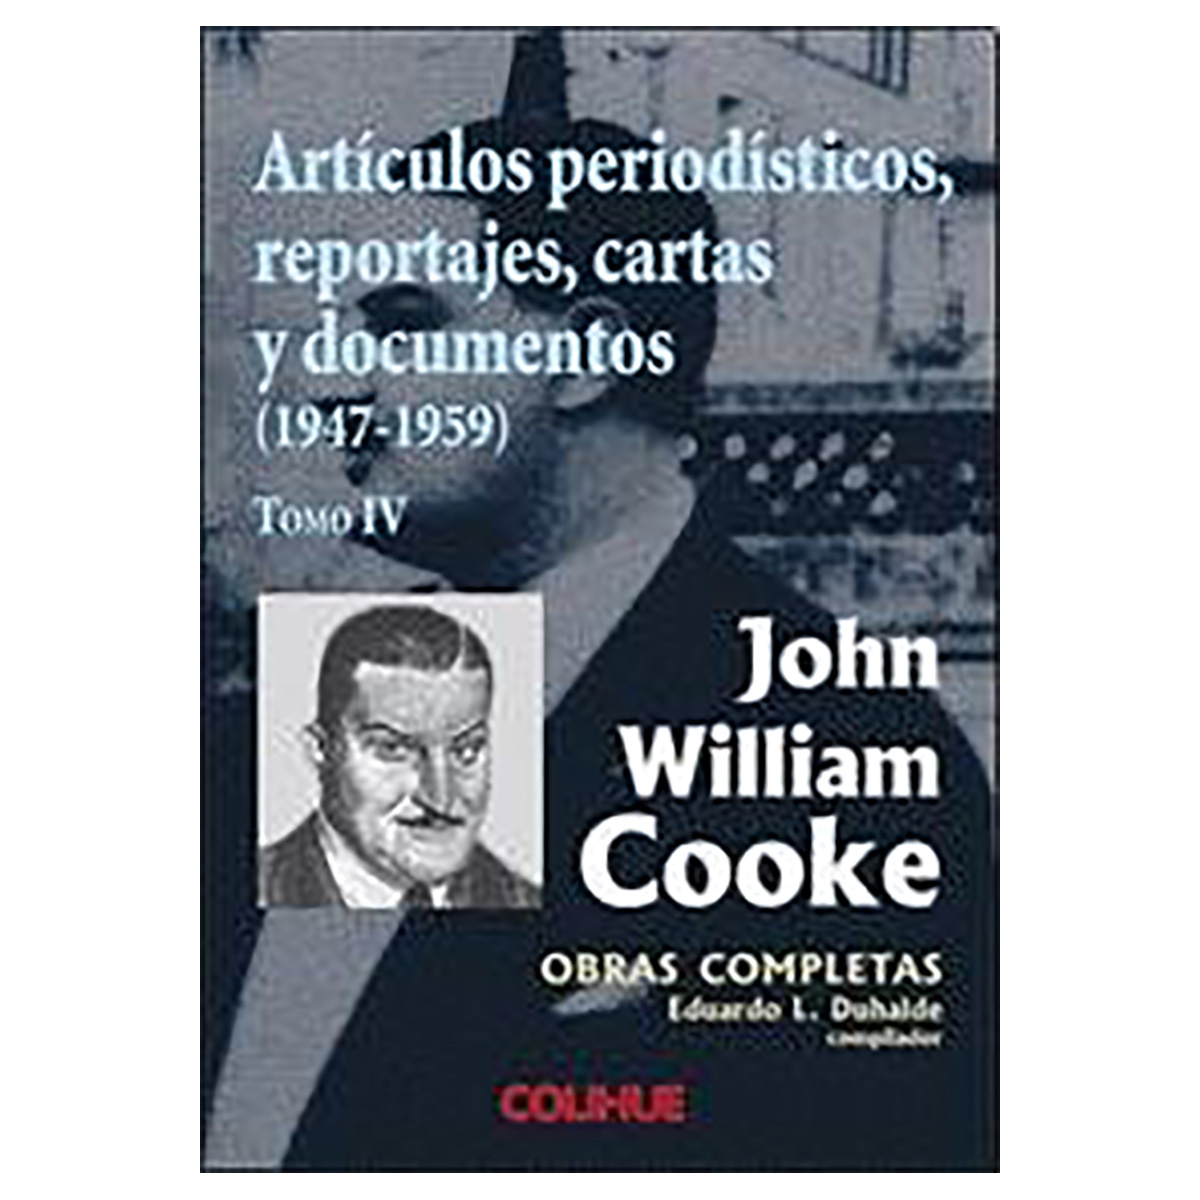 Artículos periodísticos,
reportajes, cartas
y documentos
(1947-1959)
TOMO IV
John
William
Cooke
OBRAS COMPLETAS
Eduardo L. Duhalde
compilador
COLIHUE